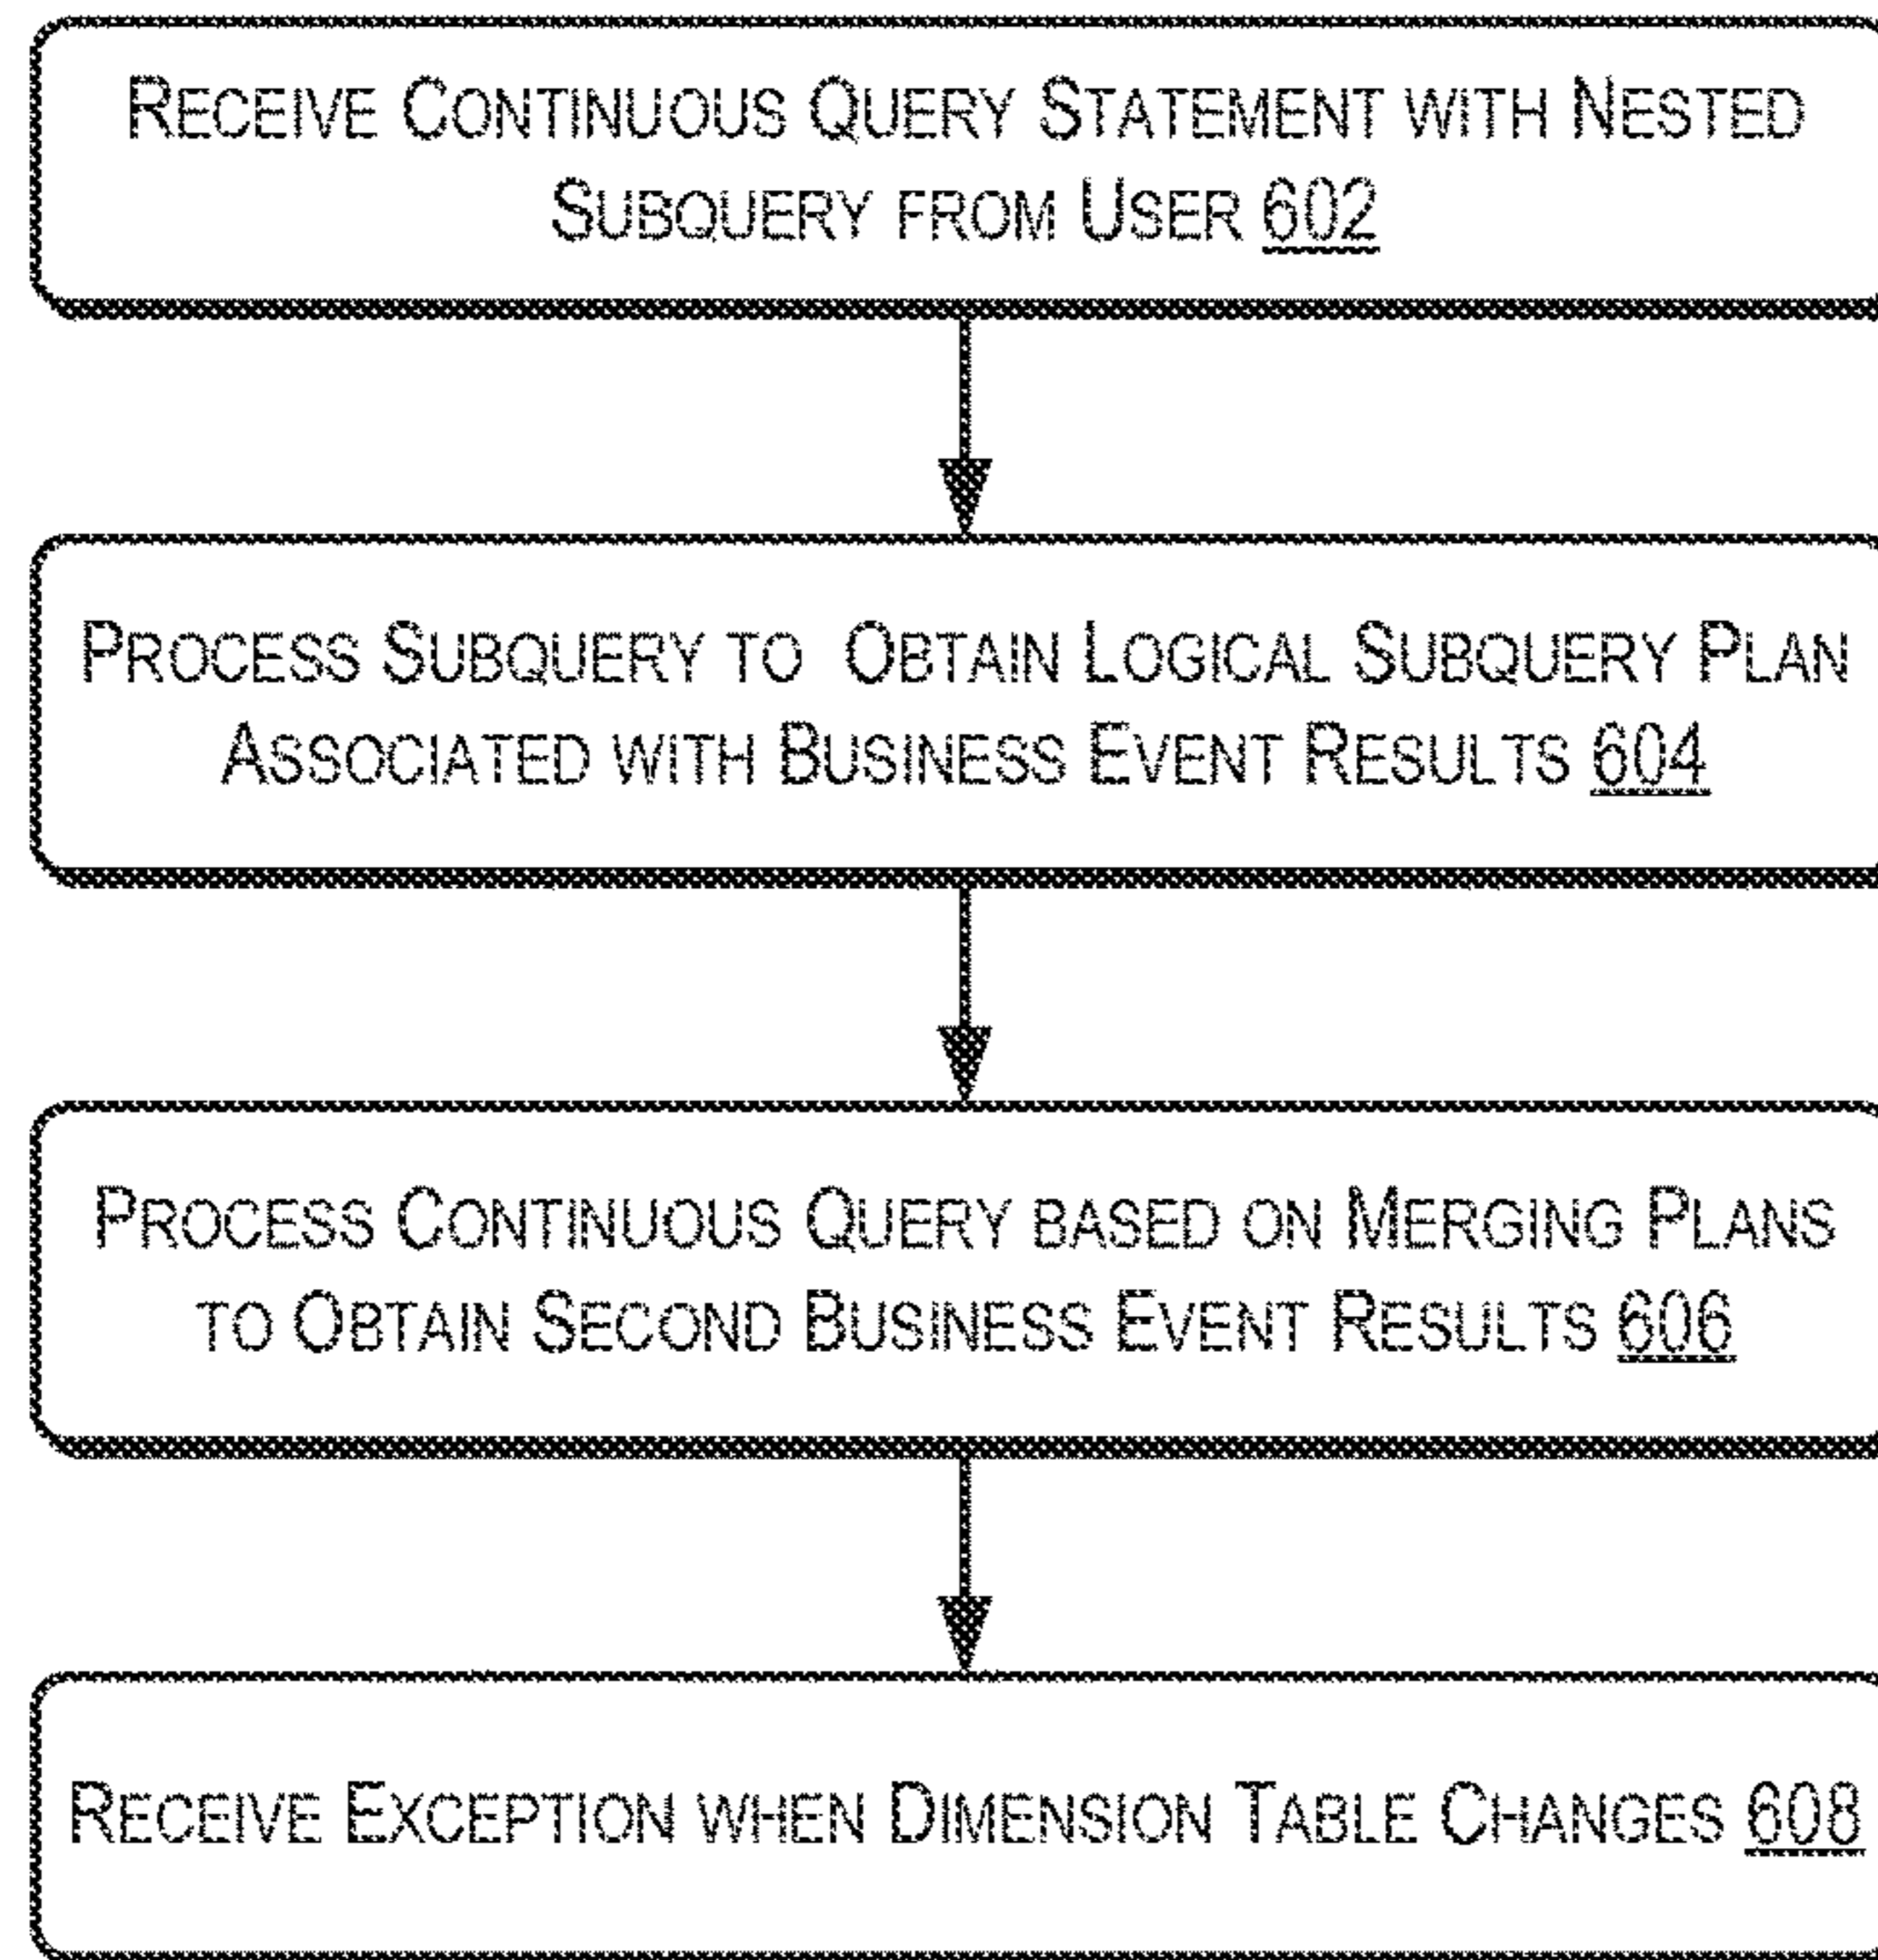 RECEIVE CONTINUOUS QUERY STATEMENT WITH NESTED
SUBQUERY FROM USER 602
PROCESS SUBQUERY TO OBTAIN LOGICAL SUBQUERY PLAN
ASSOCIATED WITH BUSINESS EVENT RESULTS 604
PROCESS CONTINUOUS QUERY BASED ON MERGING PLANS
TO OBTAIN SECOND BUSINESS EVENT RESULTS 606
RECEIVE EXCEPTION WHEN DIMENSION TABLE CHANGES 608